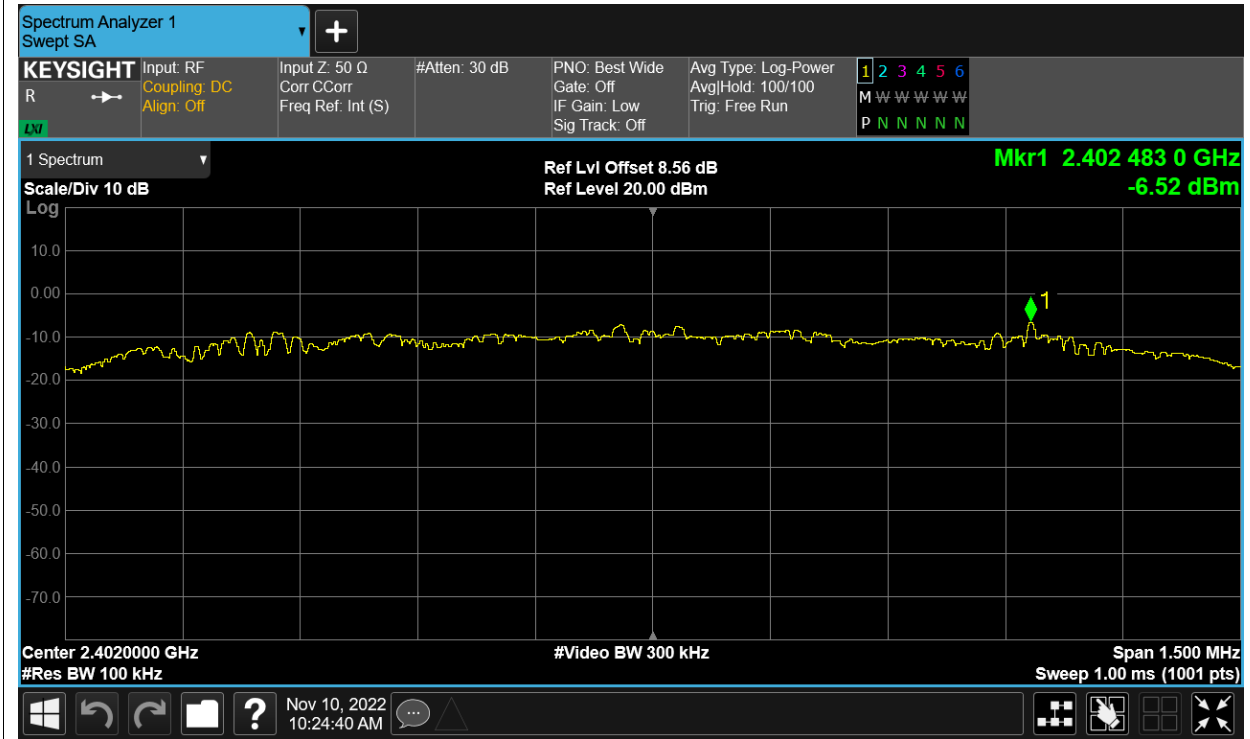 Spectrum Analyzer 1
Swept SA
+
KEYSIGHT
R
LXI
Input: RF
Coupling: DC
Align: Off
Input Z: 50 Ω
Corr CCorr
Freq Ref: Int (S)
#Atten: 30 dB
PNO: Best Wide
Gate: Off
IF Gain: Low
Sig Track: Off
Avg Type: Log-Power
Avg|Hold: 100/100
Trig: Free Run
1 2 3 4 5 6
M W W W W W
P N N N N N
1 Spectrum
Scale/Div 10 dB
Log
Ref Lvl Offset 8.56 dB
Ref Level 20.00 dBm
Mkr1 2.402 483 0 GHz
-6.52 dBm
10.0
0.00
-10.0
-20.0
-30.0
-40.0
-50.0
-60.0
-70.0
1
Center 2.4020000 GHz
#Res BW 100 kHz
#Video BW 300 kHz
Span 1.500 MHz
Sweep 1.00 ms (1001 pts)
?
Nov 10, 2022
10:24:40 AM